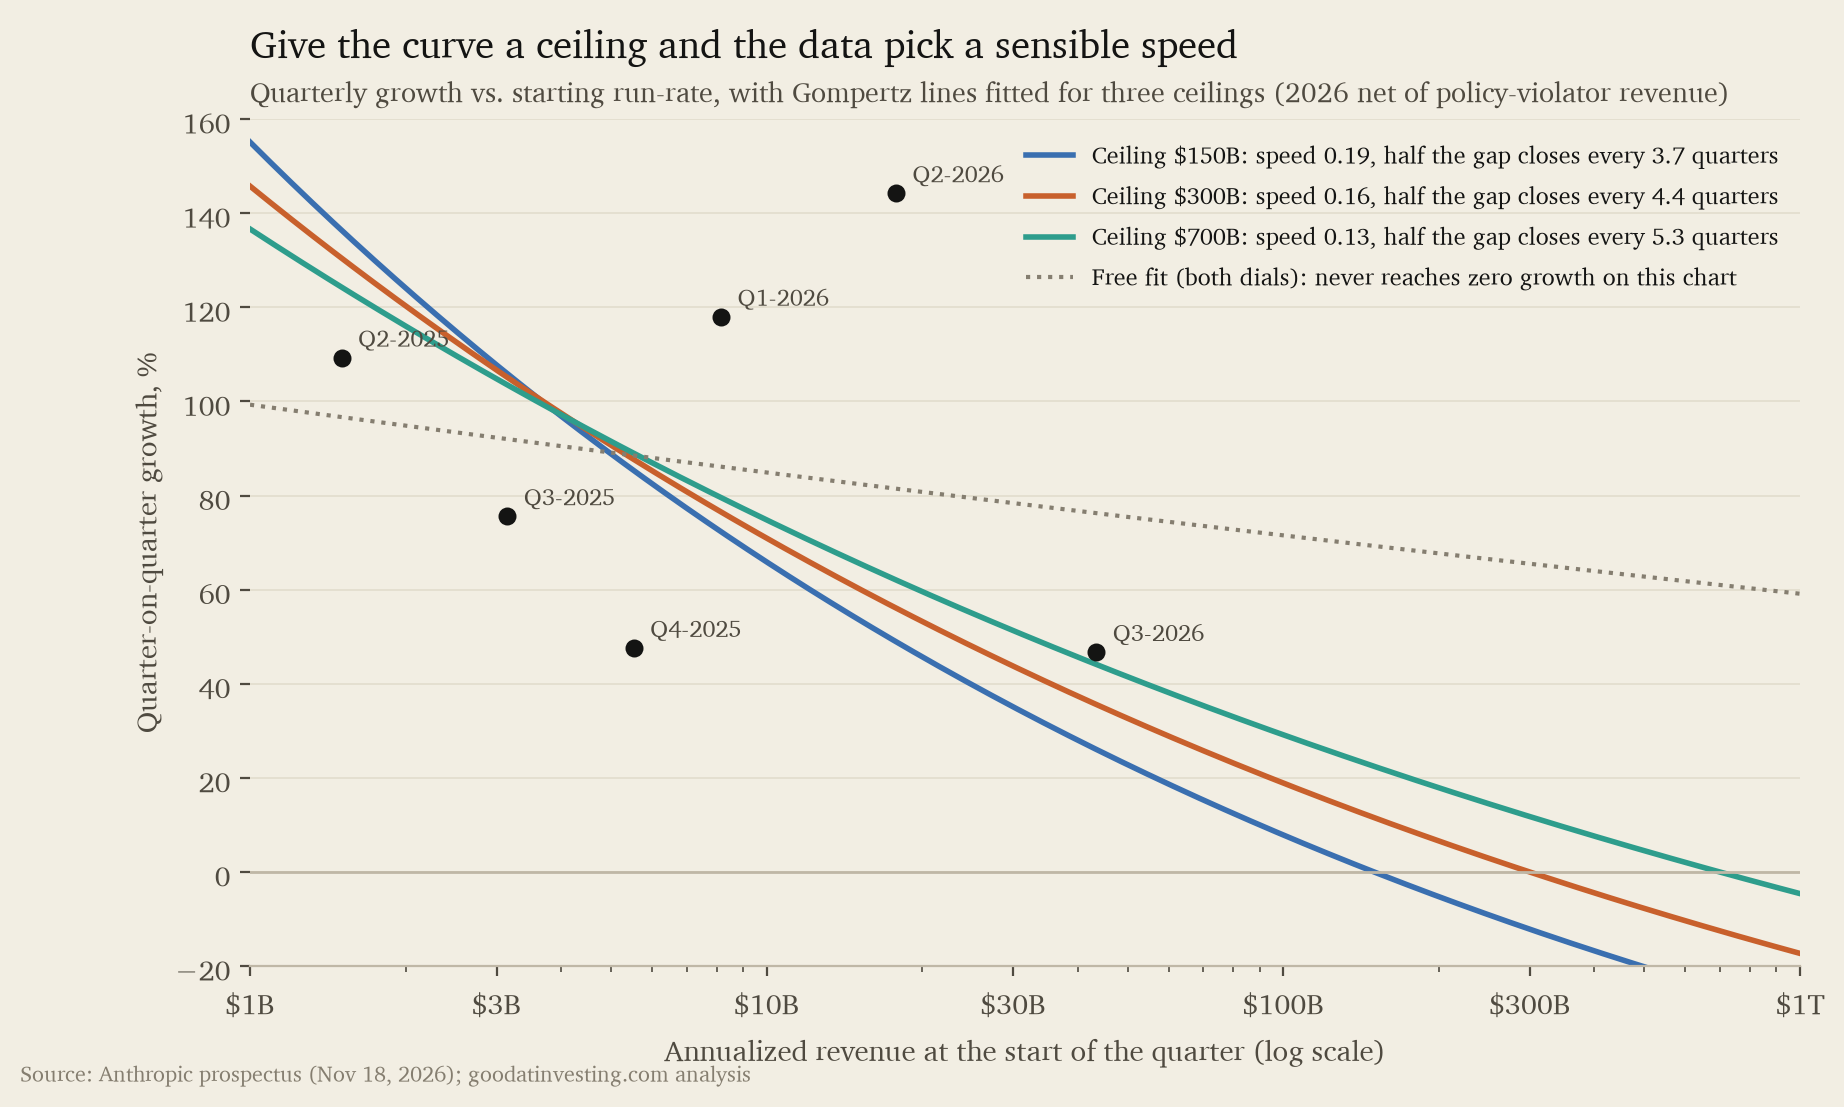 Give the curve a ceiling and the data pick a sensible speed
Quarterly growth vs. starting run-rate, with Gompertz lines fitted for three ceilings (2026 net of policy-violator revenue)
Ceiling $150B: speed 0.19, half the gap closes every 3.7 quarters
Ceiling $300B: speed 0.16, half the gap closes every 4.4 quarters
Ceiling $700B: speed 0.13, half the gap closes every 5.3 quarters
Free fit (both dials): never reaches zero growth on this chart
Quarter-on-quarter growth, %
160
140
120
100
80
60
40
20
0
−20
Q2-2025
Q3-2025
Q4-2025
Q1-2026
Q2-2026
Q3-2026
$1B
$3B
$10B
$30B
$100B
$300B
$1T
Annualized revenue at the start of the quarter (log scale)
Source: Anthropic prospectus (Nov 18, 2026); goodatinvesting.com analysis